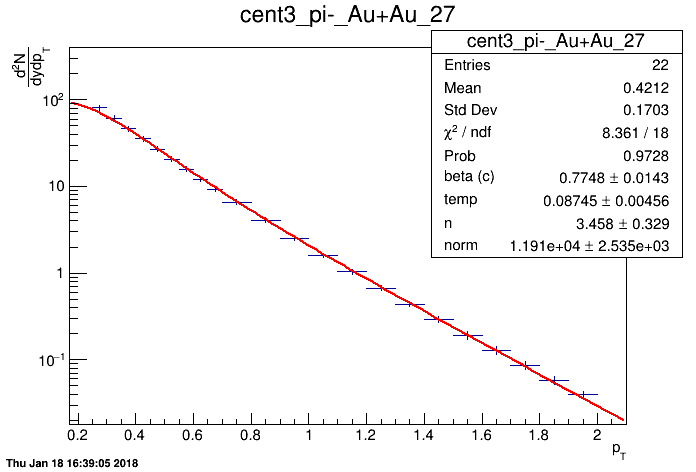 cent3_pi-_Au+Au_27
cent3_pi-_Au+Au_27
Entries 22
Mean 0.4212
Std Dev 0.1703
χ² / ndf 8.361 / 18
Prob 0.9728
beta (c) 0.7748 ± 0.0143
temp 0.08745 ± 0.00456
n 3.458 ± 0.329
norm 1.191e+04 ± 2.535e+03
d²N
dydp_T
10²
10
1
10⁻¹
0.2 0.4 0.6 0.8 1 1.2 1.4 1.6 1.8 2
p_T
Thu Jan 18 16:39:05 2018